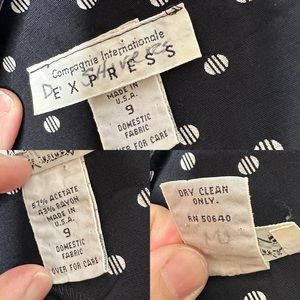 Compagnie Internationale
EXPRESS
MADE IN
U.S.A.
9
DOMESTIC
FABRIC
OVER FOR CARE
57% ACETATE
43% RAYON
MADE IN
U.S.A.
9
DOMESTIC
FABRIC
OVER FOR CARE
DRY CLEAN
ONLY.
RN 50640